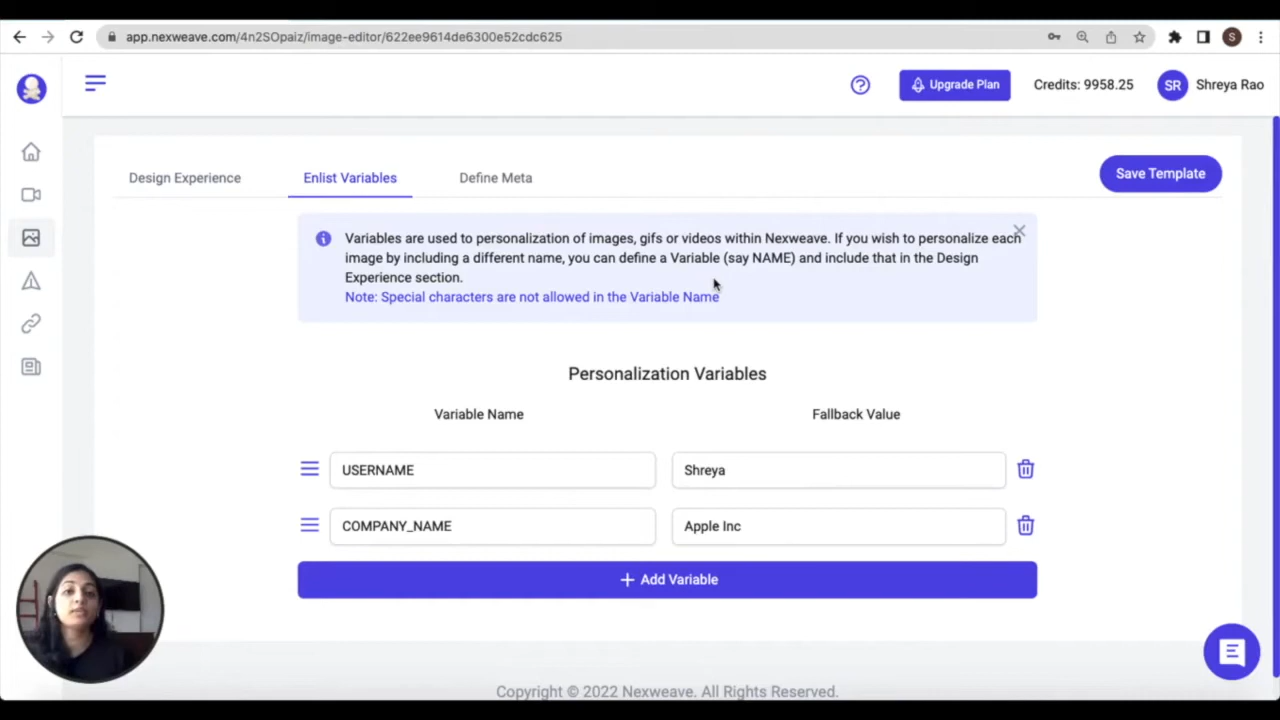 app.nexweave.com/4n2SOpaiz/image-editor/622ee9614de6300e52cdc625
S
Upgrade Plan
Credits: 9958.25
SR
Shreya Rao
Design Experience
Enlist Variables
Define Meta
Save Template
Variables are used to personalization of images, gifs or videos within Nexweave. If you wish to personalize each
image by including a different name, you can define a Variable (say NAME) and include that in the Design
Experience section.
Note: Special characters are not allowed in the Variable Name
Personalization Variables
Variable Name
Fallback Value
USERNAME
Shreya
COMPANY_NAME
Apple Inc
+ Add Variable
Copyright © 2022 Nexweave. All Rights Reserved.